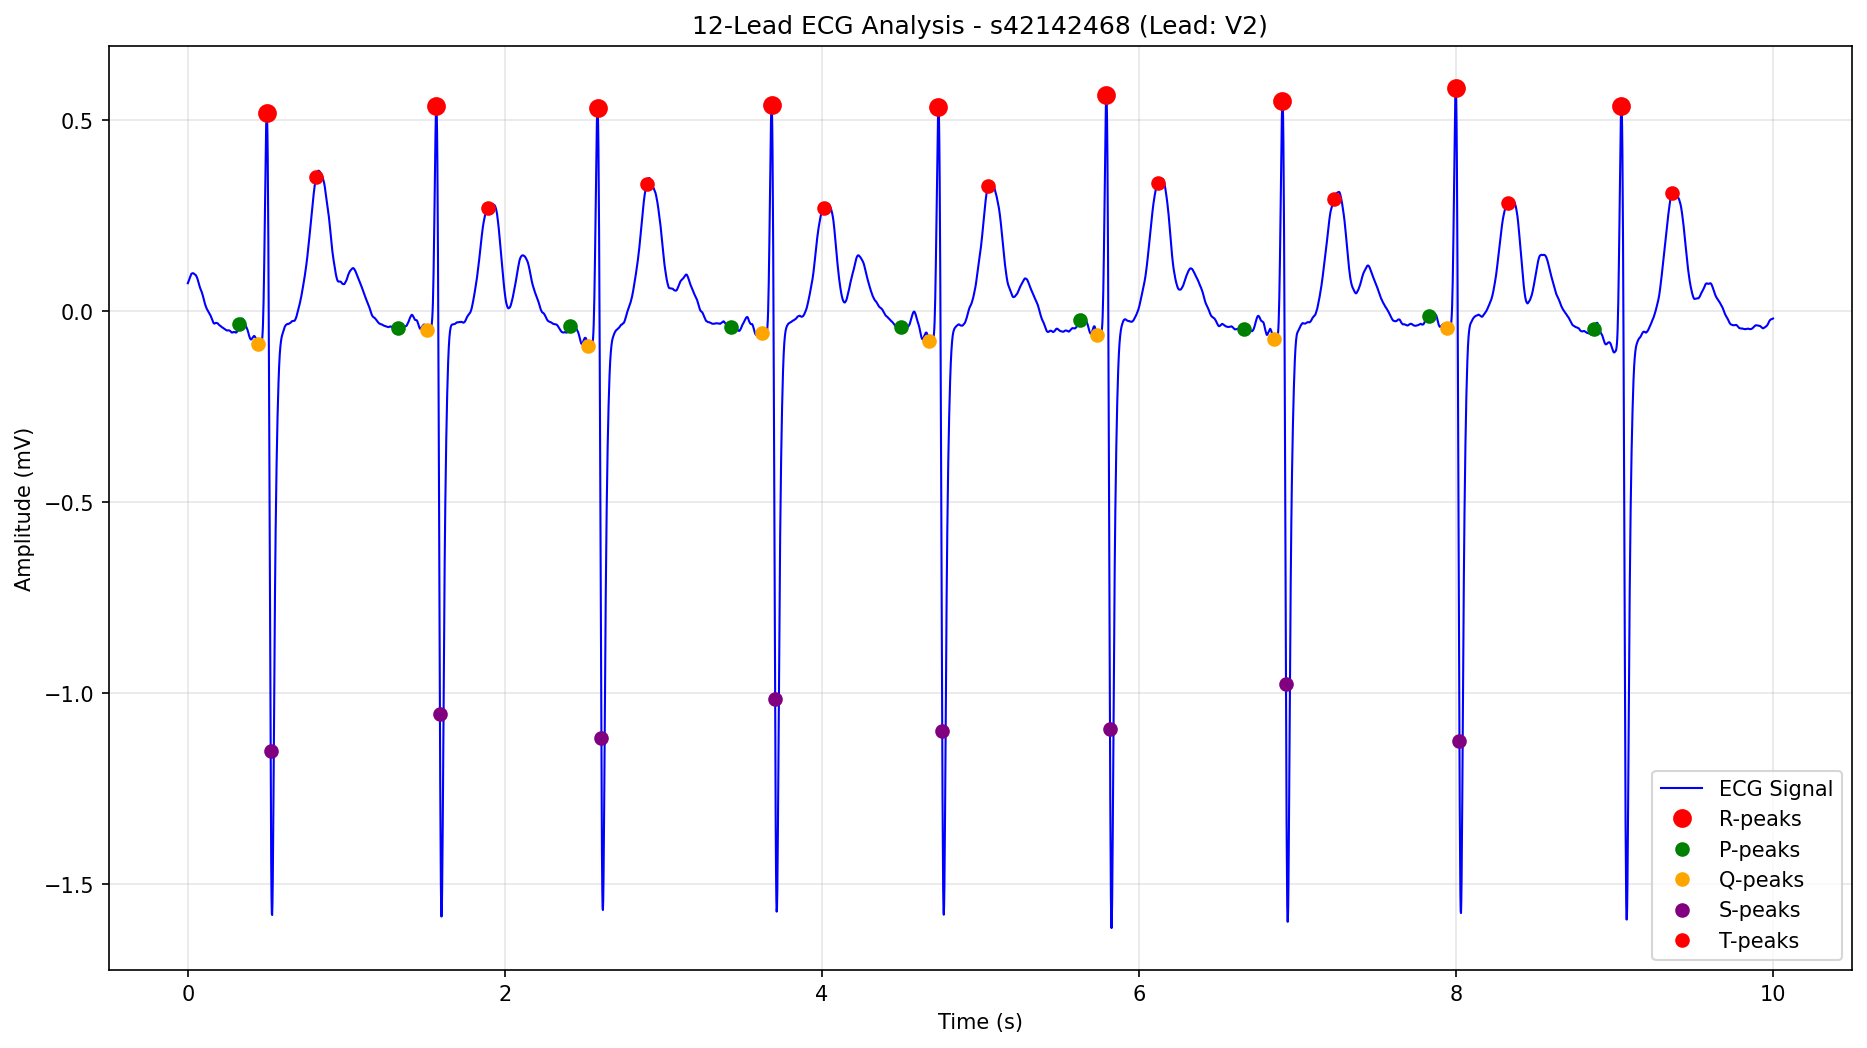 12-Lead ECG Analysis - s42142468 (Lead: V2)
Amplitude (mV)
0.5
0.0
−0.5
−1.0
−1.5
0 2 4 6 8 10
Time (s)
ECG Signal
R-peaks
P-peaks
Q-peaks
S-peaks
T-peaks